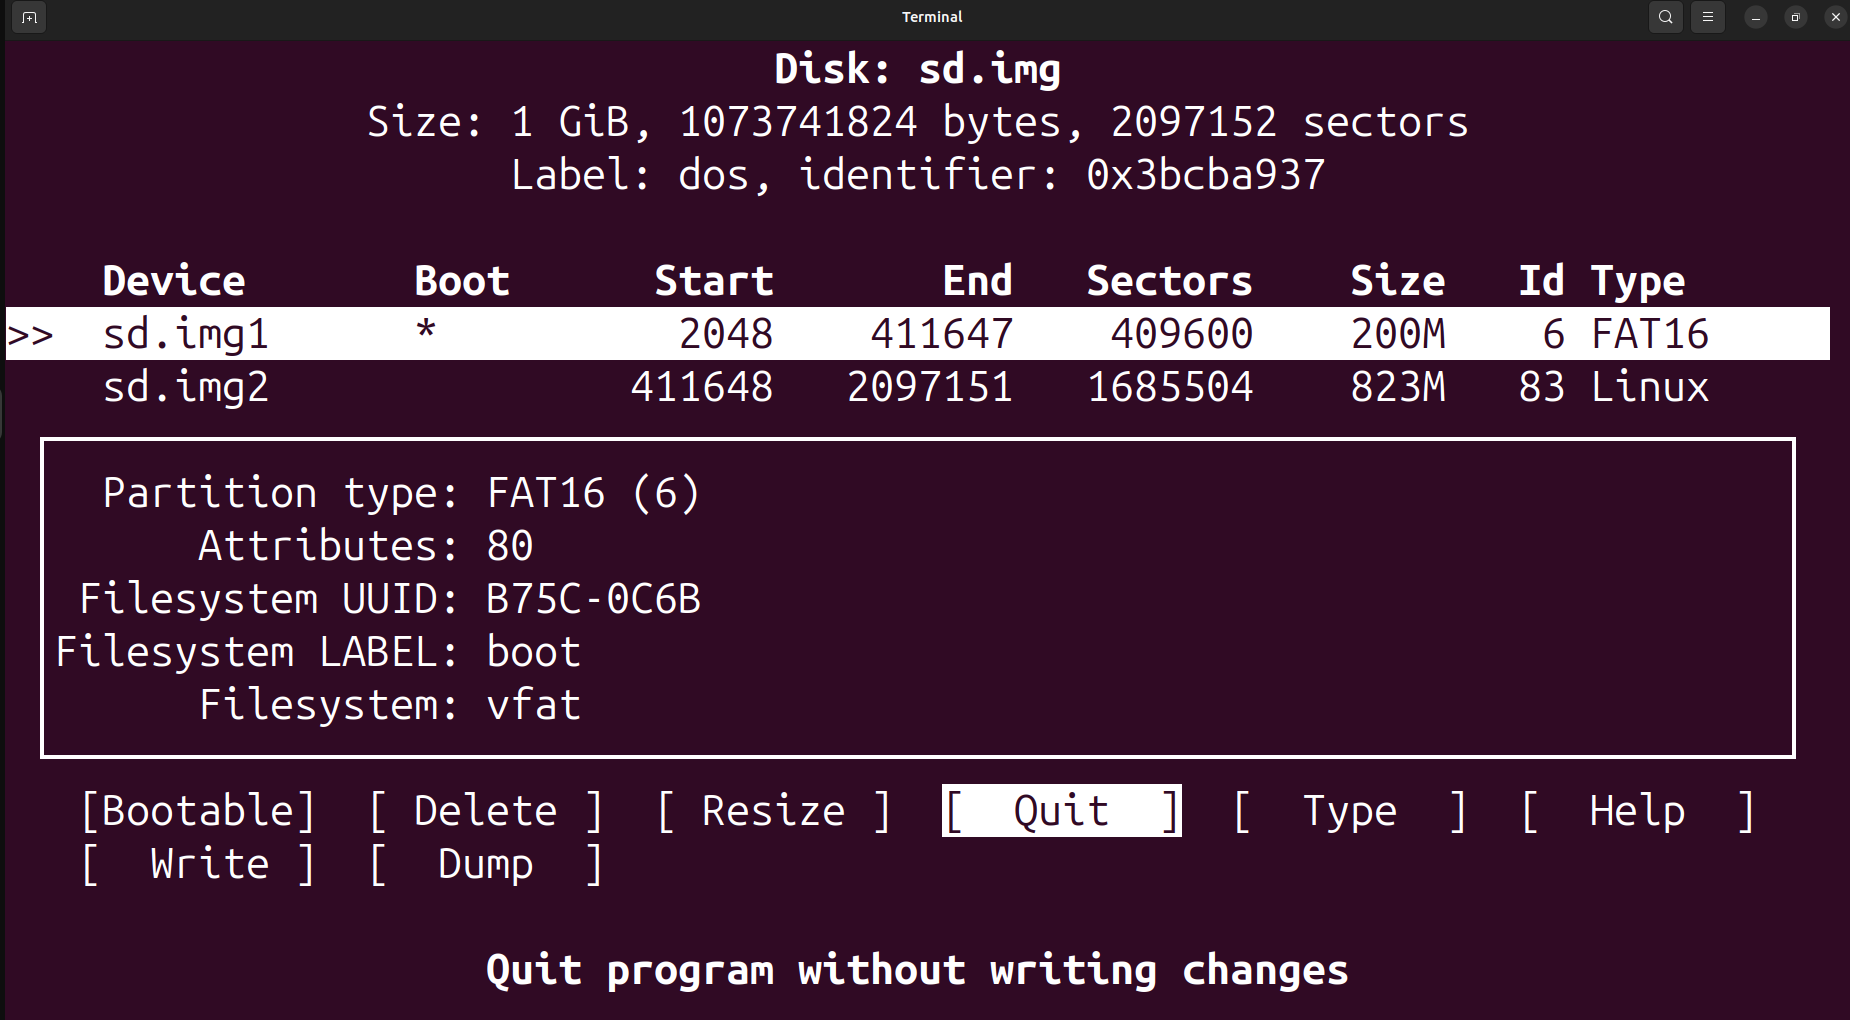 Terminal
Disk: sd.img
Size: 1 GiB, 1073741824 bytes, 2097152 sectors
Label: dos, identifier: 0x3bcba937
Device Boot Start End Sectors Size Id Type
>> sd.img1 * 2048 411647 409600 200M 6 FAT16
sd.img2 411648 2097151 1685504 823M 83 Linux
Partition type: FAT16 (6)
Attributes: 80
Filesystem UUID: B75C-0C6B
Filesystem LABEL: boot
Filesystem: vfat
[Bootable] [ Delete ] [ Resize ] [ Quit ] [ Type ] [ Help ]
[ Write ] [ Dump ]
Quit program without writing changes